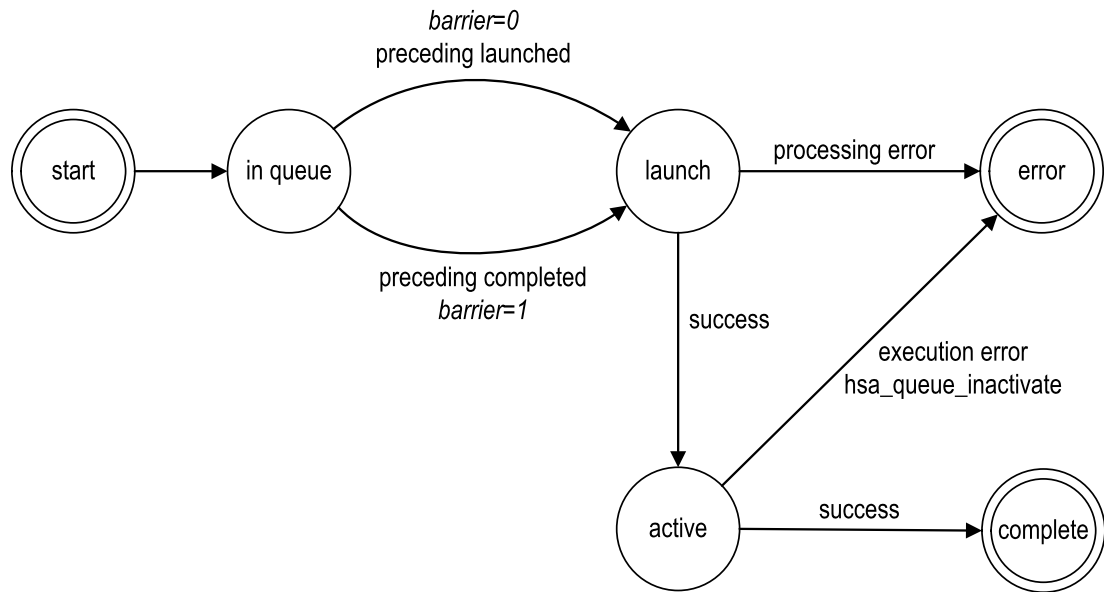 barrier=0
preceding launched
start
in queue
launch
processing error
error
preceding completed
barrier=1
success
execution error
hsa_queue_inactivate
active
success
complete